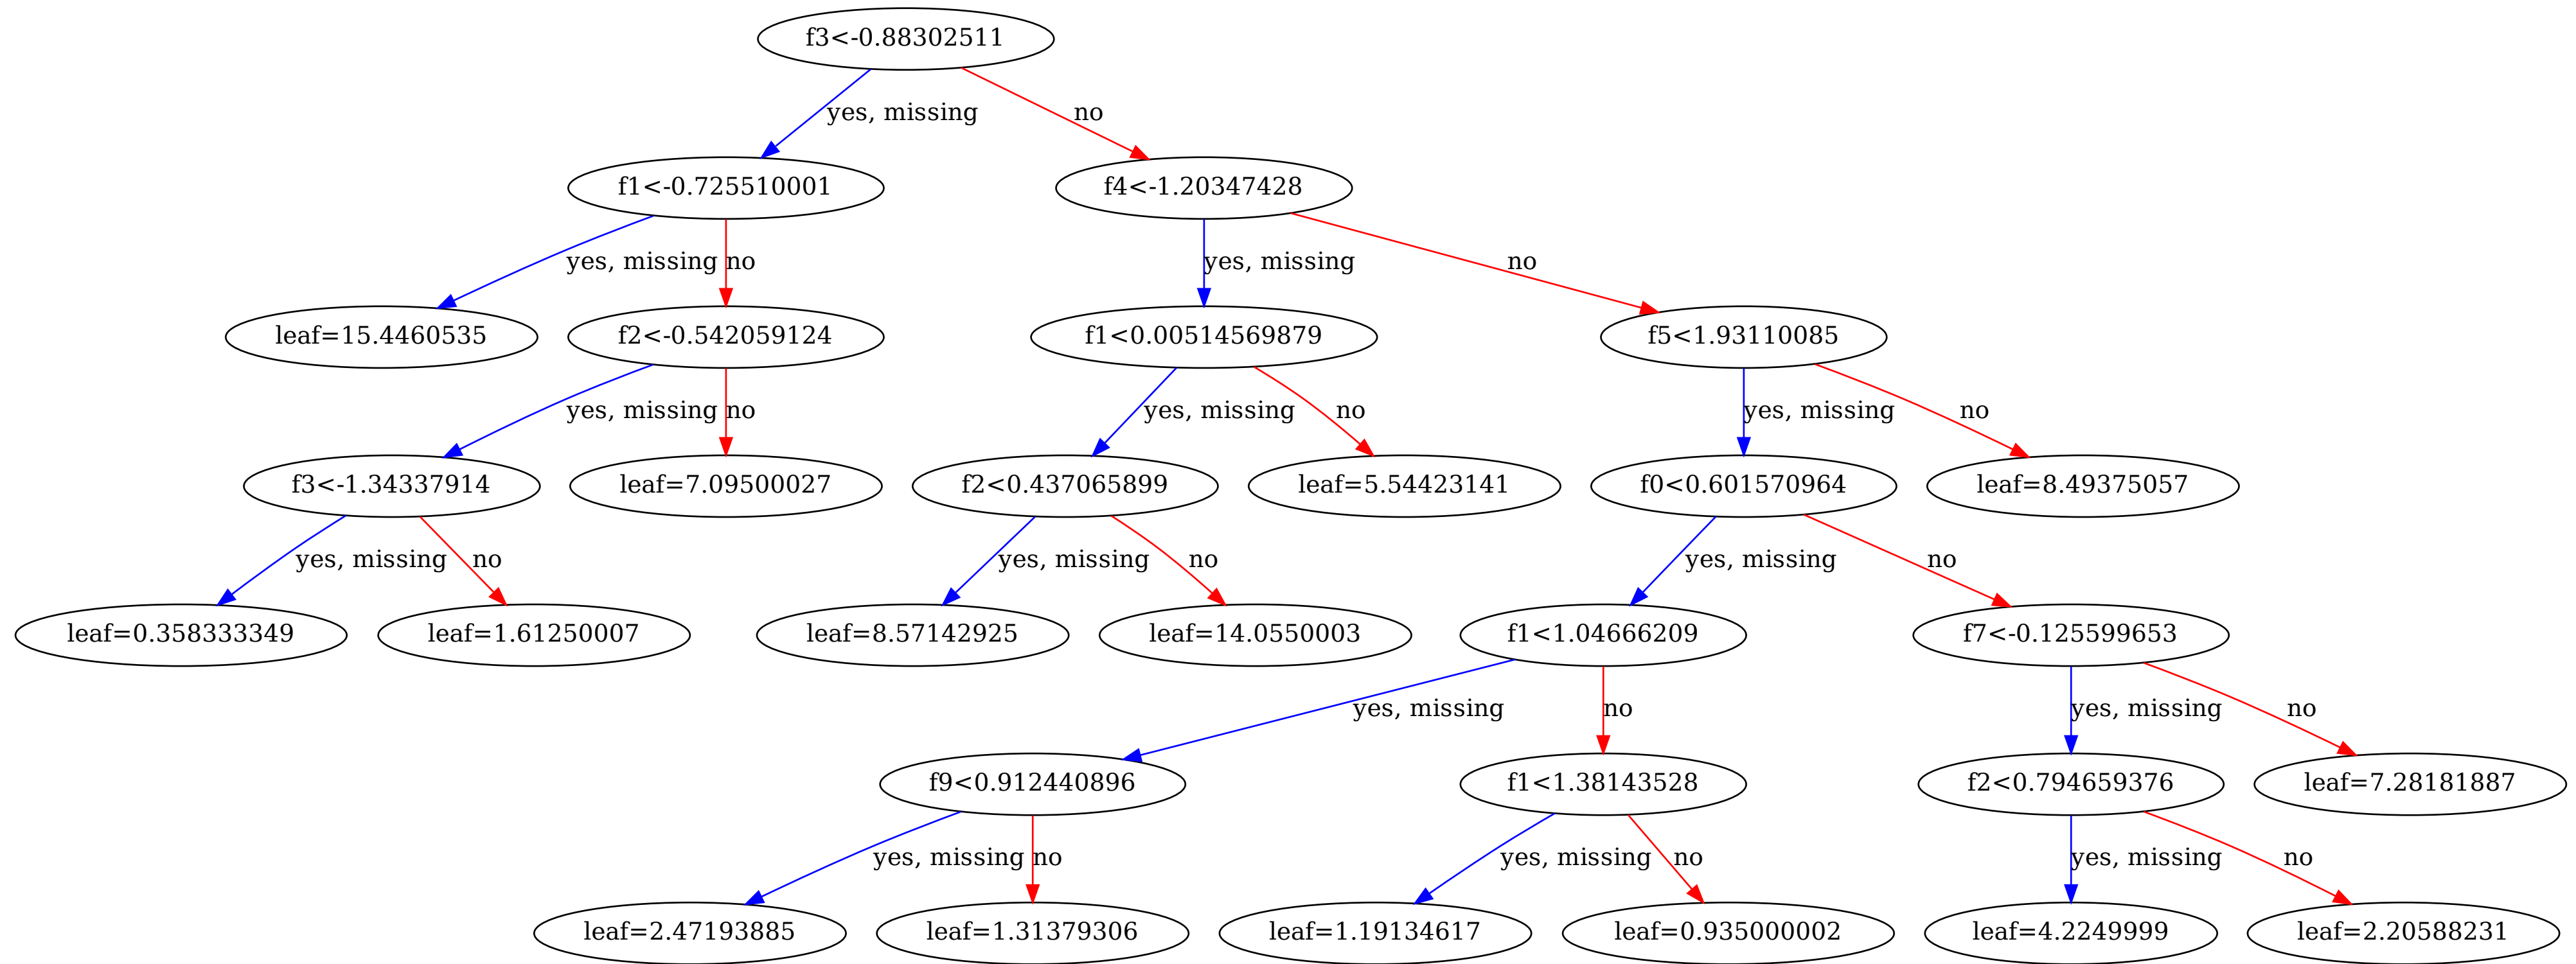 f3<-0.88302511
yes, missing
no
f1<-0.725510001
f4<-1.20347428
yes, missing
no
yes, missing
no
leaf=15.4460535
f2<-0.542059124
f1<0.00514569879
f5<1.93110085
yes, missing
no
yes, missing
no
yes, missing
no
f3<-1.34337914
leaf=7.09500027
f2<0.437065899
leaf=5.54423141
f0<0.601570964
leaf=8.49375057
yes, missing
no
yes, missing
no
yes, missing
no
leaf=0.358333349
leaf=1.61250007
leaf=8.57142925
leaf=14.0550003
f1<1.04666209
f7<-0.125599653
yes, missing
no
yes, missing
no
f9<0.912440896
f1<1.38143528
f2<0.794659376
leaf=7.28181887
yes, missing
no
yes, missing
no
yes, missing
no
leaf=2.47193885
leaf=1.31379306
leaf=1.19134617
leaf=0.935000002
leaf=4.2249999
leaf=2.20588231